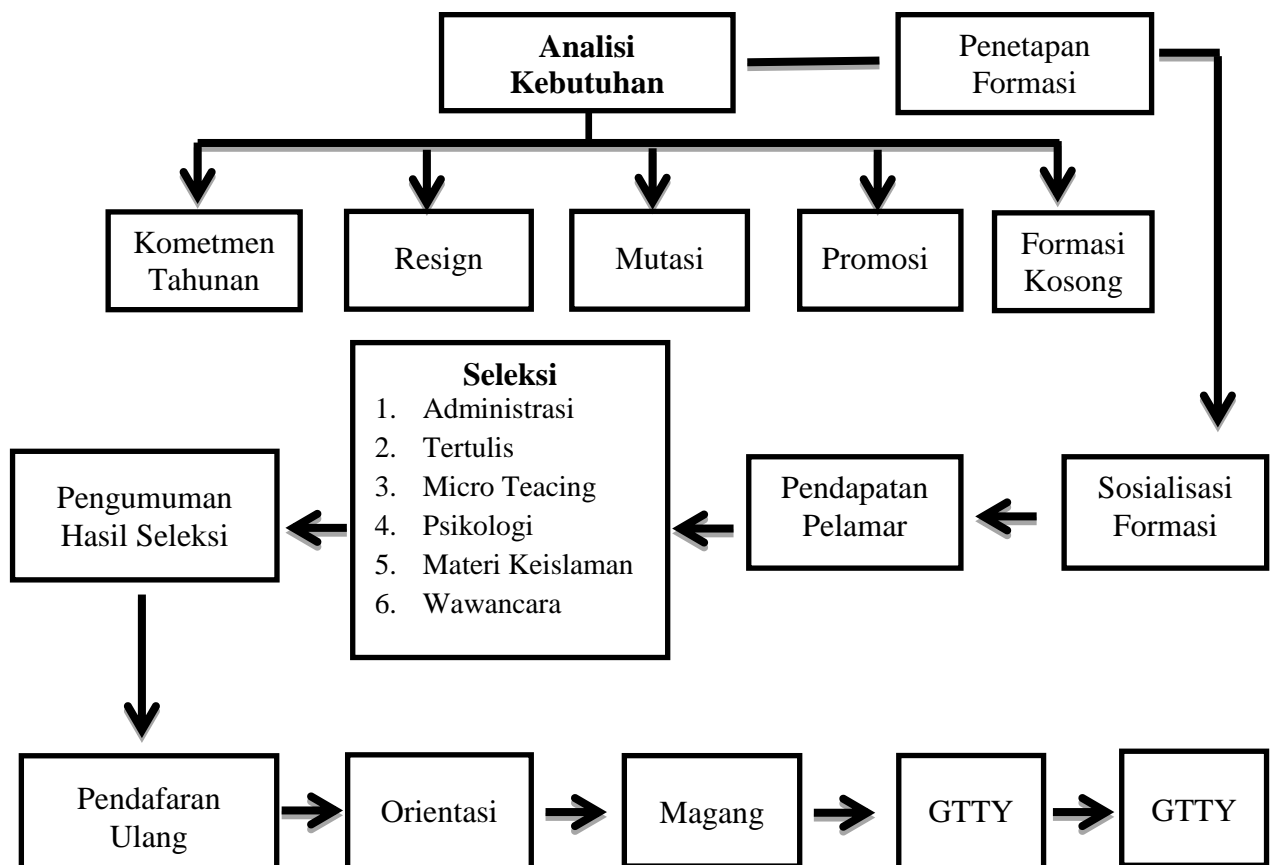 Analisi
Kebutuhan
Penetapan
Formasi
Kometmen
Tahunan
Resign
Mutasi
Promosi
Formasi
Kosong
Seleksi
1. Administrasi
2. Tertulis
3. Micro Teacing
4. Psikologi
5. Materi Keislaman
6. Wawancara
Pengumuman
Hasil Seleksi
Pendapatan
Pelamar
Sosialisasi
Formasi
Pendafaran
Ulang
Orientasi
Magang
GTTY
GTTY